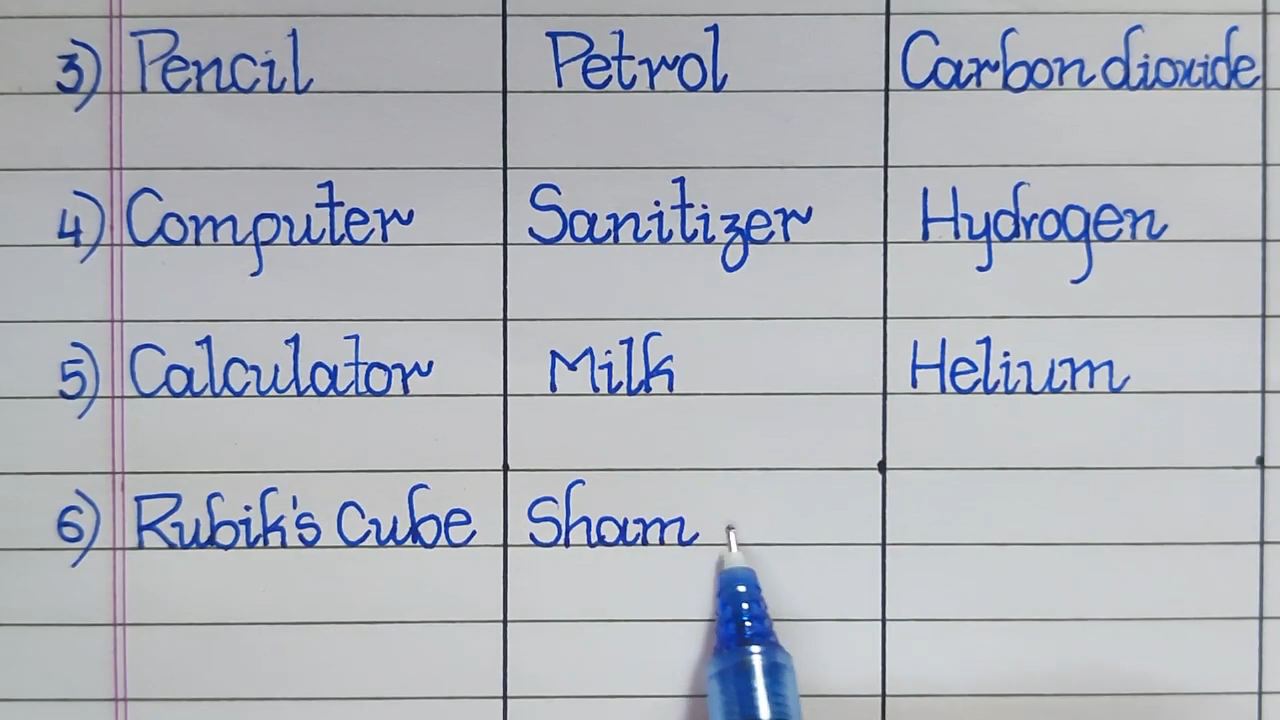 3) Pencil Petrol Carbon dioxide
4) Computer Sanitizer Hydrogen
5) Calculator Milk Helium
6) Rubik's Cube Sham